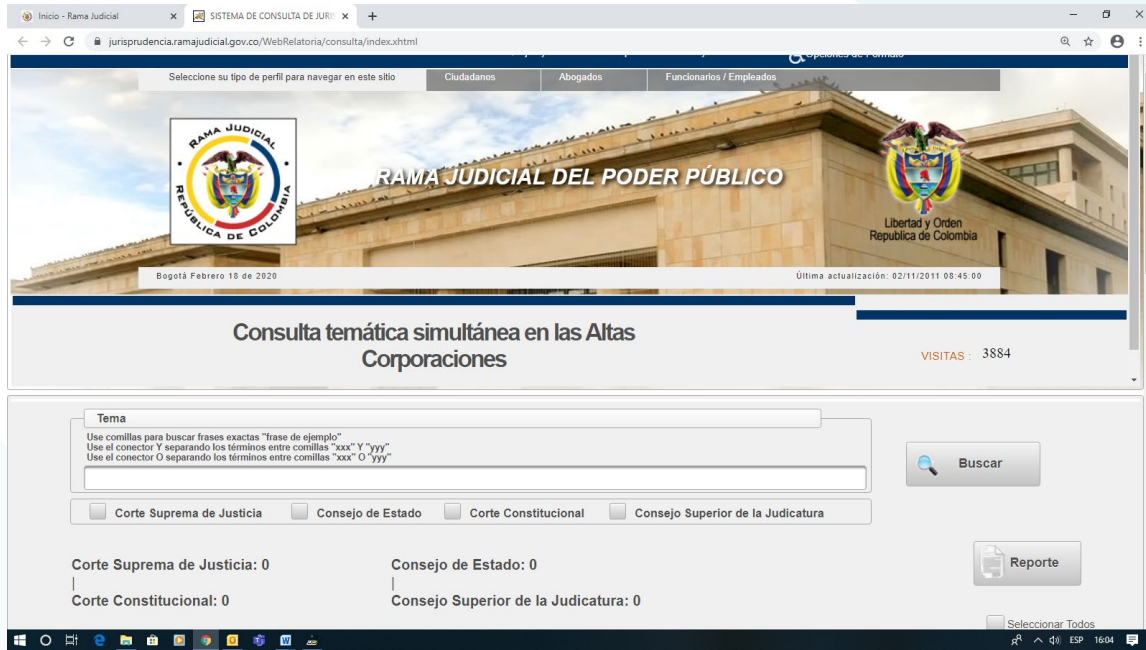 Inicio - Rama Judicial
SISTEMA DE CONSULTA DE JURI
jurisprudencia.ramajudicial.gov.co/WebRelatoria/consulta/index.xhtml
Opciones de Formato
Seleccione su tipo de perfil para navegar en este sitio
Ciudadanos
Abogados
Funcionarios / Empleados
RAMA JUDICIAL
REPÚBLICA DE COLOMBIA
RAMA JUDICIAL DEL PODER PÚBLICO
Libertad y Orden
Republica de Colombia
Bogotá Febrero 18 de 2020
Última actualización: 02/11/2011 08:45:00
Consulta temática simultánea en las Altas
Corporaciones
VISITAS : 3884
Tema
Use comillas para buscar frases exactas "frase de ejemplo"
Use el conector Y separando los términos entre comillas "xxx" Y "yyy"
Use el conector O separando los términos entre comillas "xxx" O "yyy"
Buscar
Corte Suprema de Justicia
Consejo de Estado
Corte Constitucional
Consejo Superior de la Judicatura
Corte Suprema de Justicia: 0
Consejo de Estado: 0
|
|
Corte Constitucional: 0
Consejo Superior de la Judicatura: 0
Reporte
Seleccionar Todos
ESP 16:04